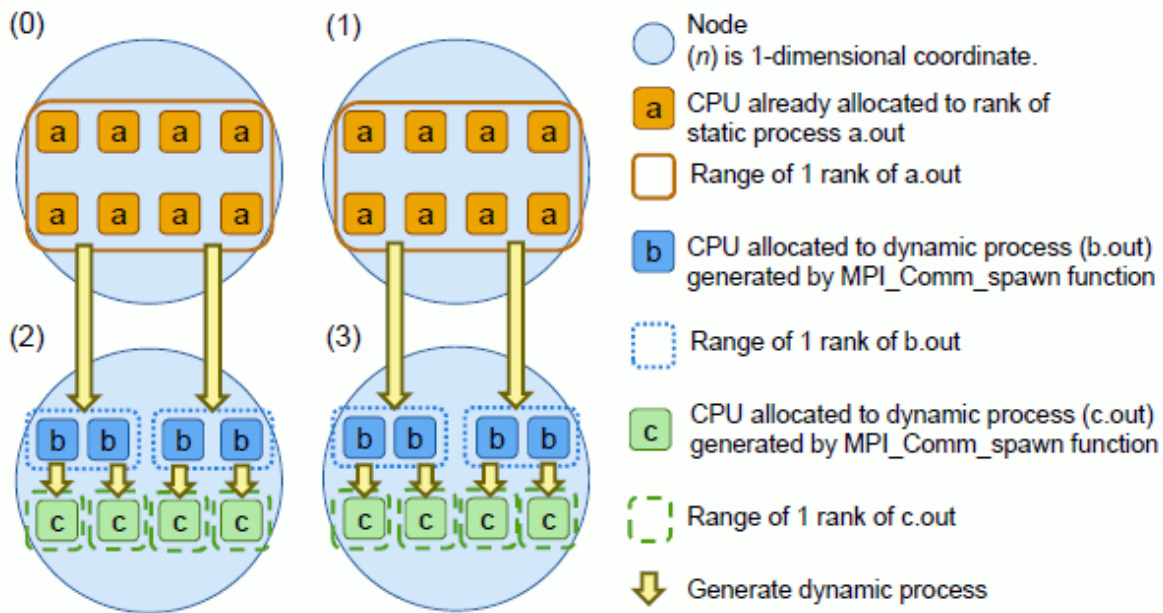 (0)
(1)
a a a a
a a a a
a a a a
a a a a
(2)
(3)
b b b b
b b b b
c c c c
c c c c
Node
(n) is 1-dimensional coordinate.
a
CPU already allocated to rank of
static process a.out
Range of 1 rank of a.out
b
CPU allocated to dynamic process (b.out)
generated by MPI_Comm_spawn function
Range of 1 rank of b.out
c
CPU allocated to dynamic process (c.out)
generated by MPI_Comm_spawn function
Range of 1 rank of c.out
Generate dynamic process